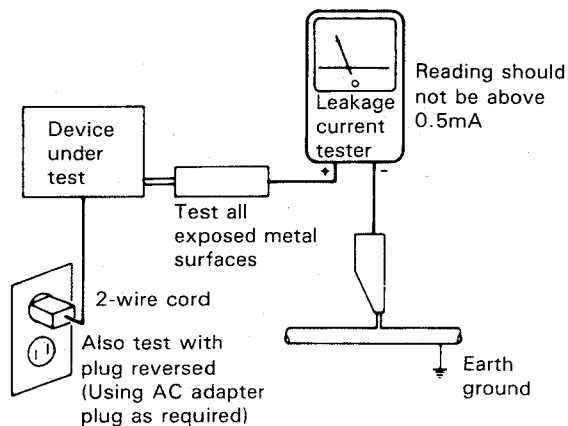 Device
under
test
Leakage
current
tester
+
-
Reading should
not be above
0.5mA
Test all
exposed metal
surfaces
2-wire cord
Also test with
plug reversed
(Using AC adapter
plug as required)
Earth
ground